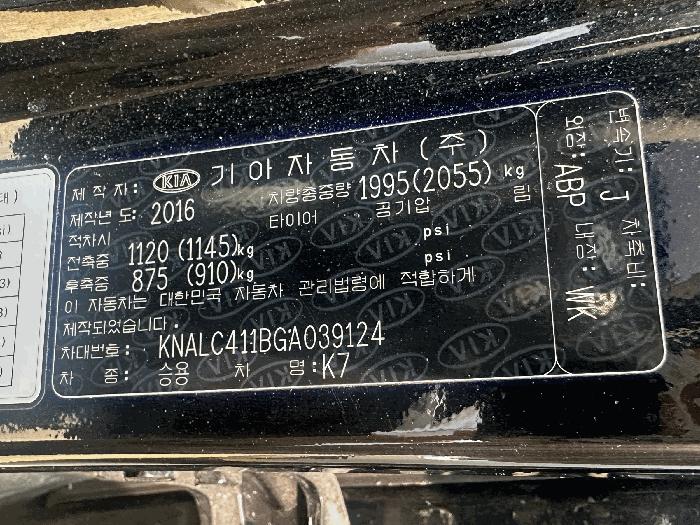 제 작 자 : KIA 기 아 자 동 차 ( 주 )
제작년 도: 2016 차량총중량 1995(2055) kg
타이어 공기압 림
적차시
전축중 1120 (1145)kg psi
후축중 875 (910)kg psi
이 자동차는 대한민국 자동차 관리법령에 적합하게
제작되었습니다.
차대번호: KNALC411BGA039124
차 종: 승용 차 명:K7
변속기: J 차축비:
외장: ABP 내장: WK